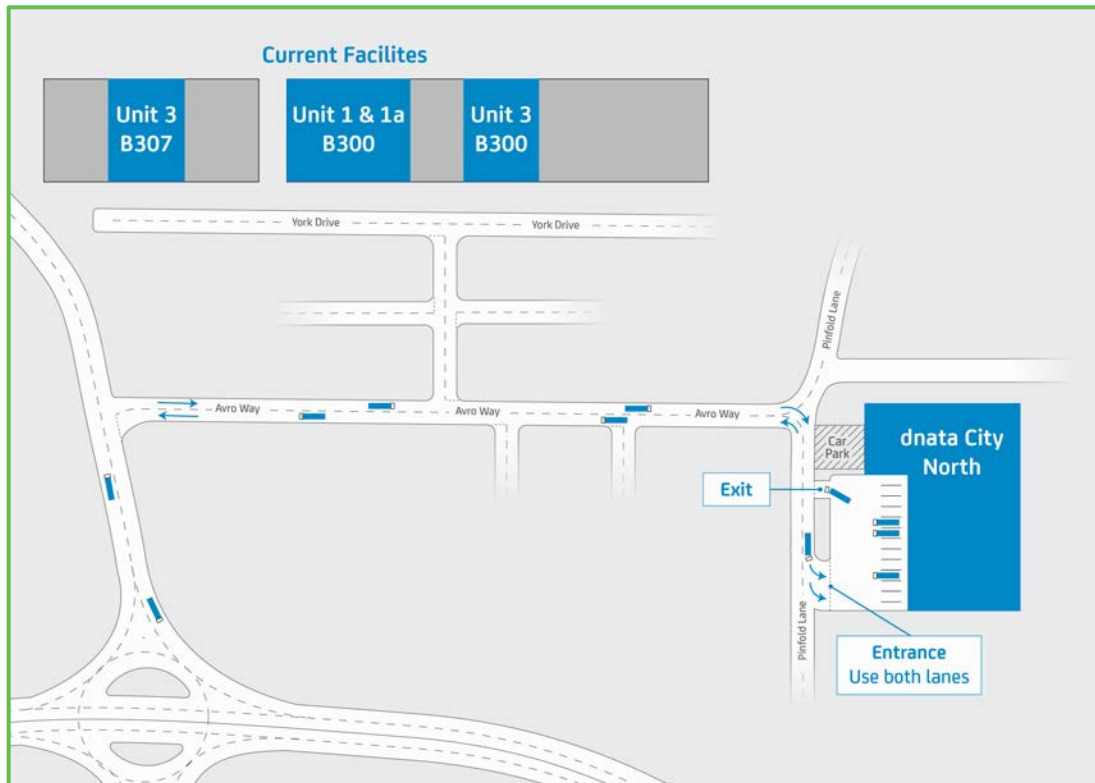 Current Facilites
Unit 3
B307
Unit 1 & 1a
B300
Unit 3
B300
York Drive
York Drive
Pinfold Lane
Avro Way
Avro Way
Avro Way
Car
Park
dnata City
North
Exit
Pinfold Lane
Entrance
Use both lanes